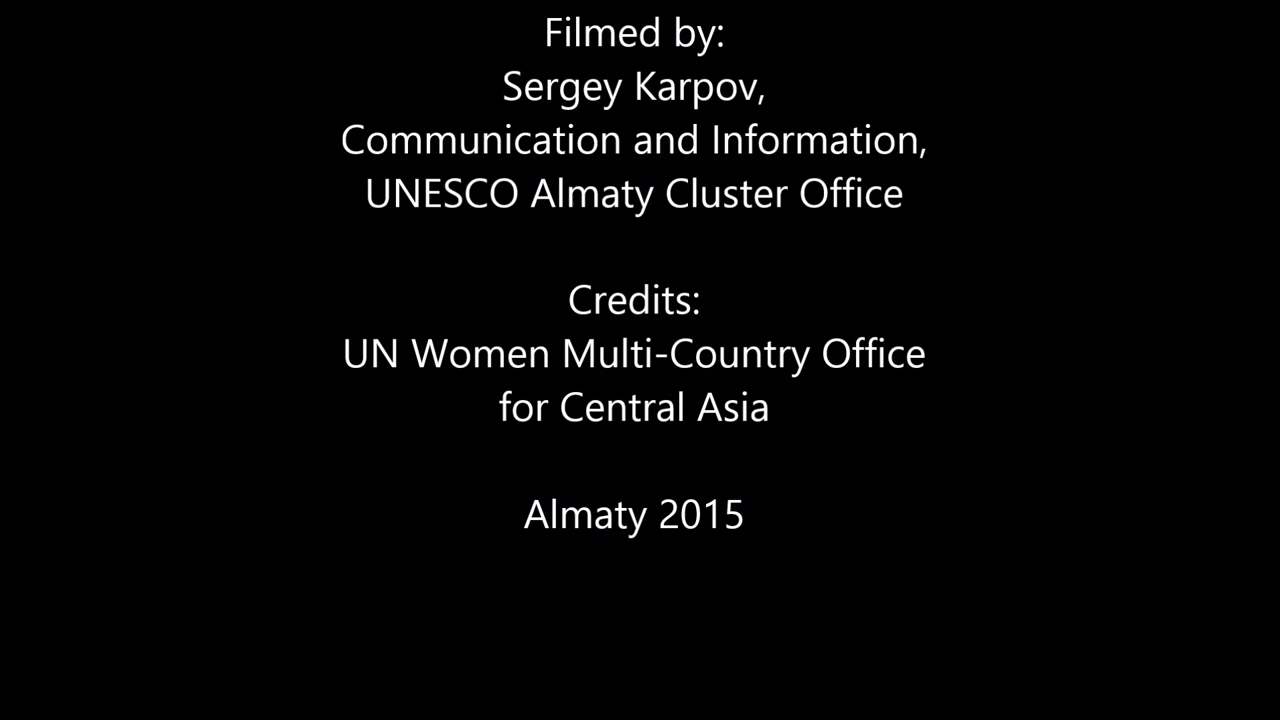 Filmed by:
Sergey Karpov,
Communication and Information,
UNESCO Almaty Cluster Office
Credits:
UN Women Multi-Country Office
for Central Asia
Almaty 2015